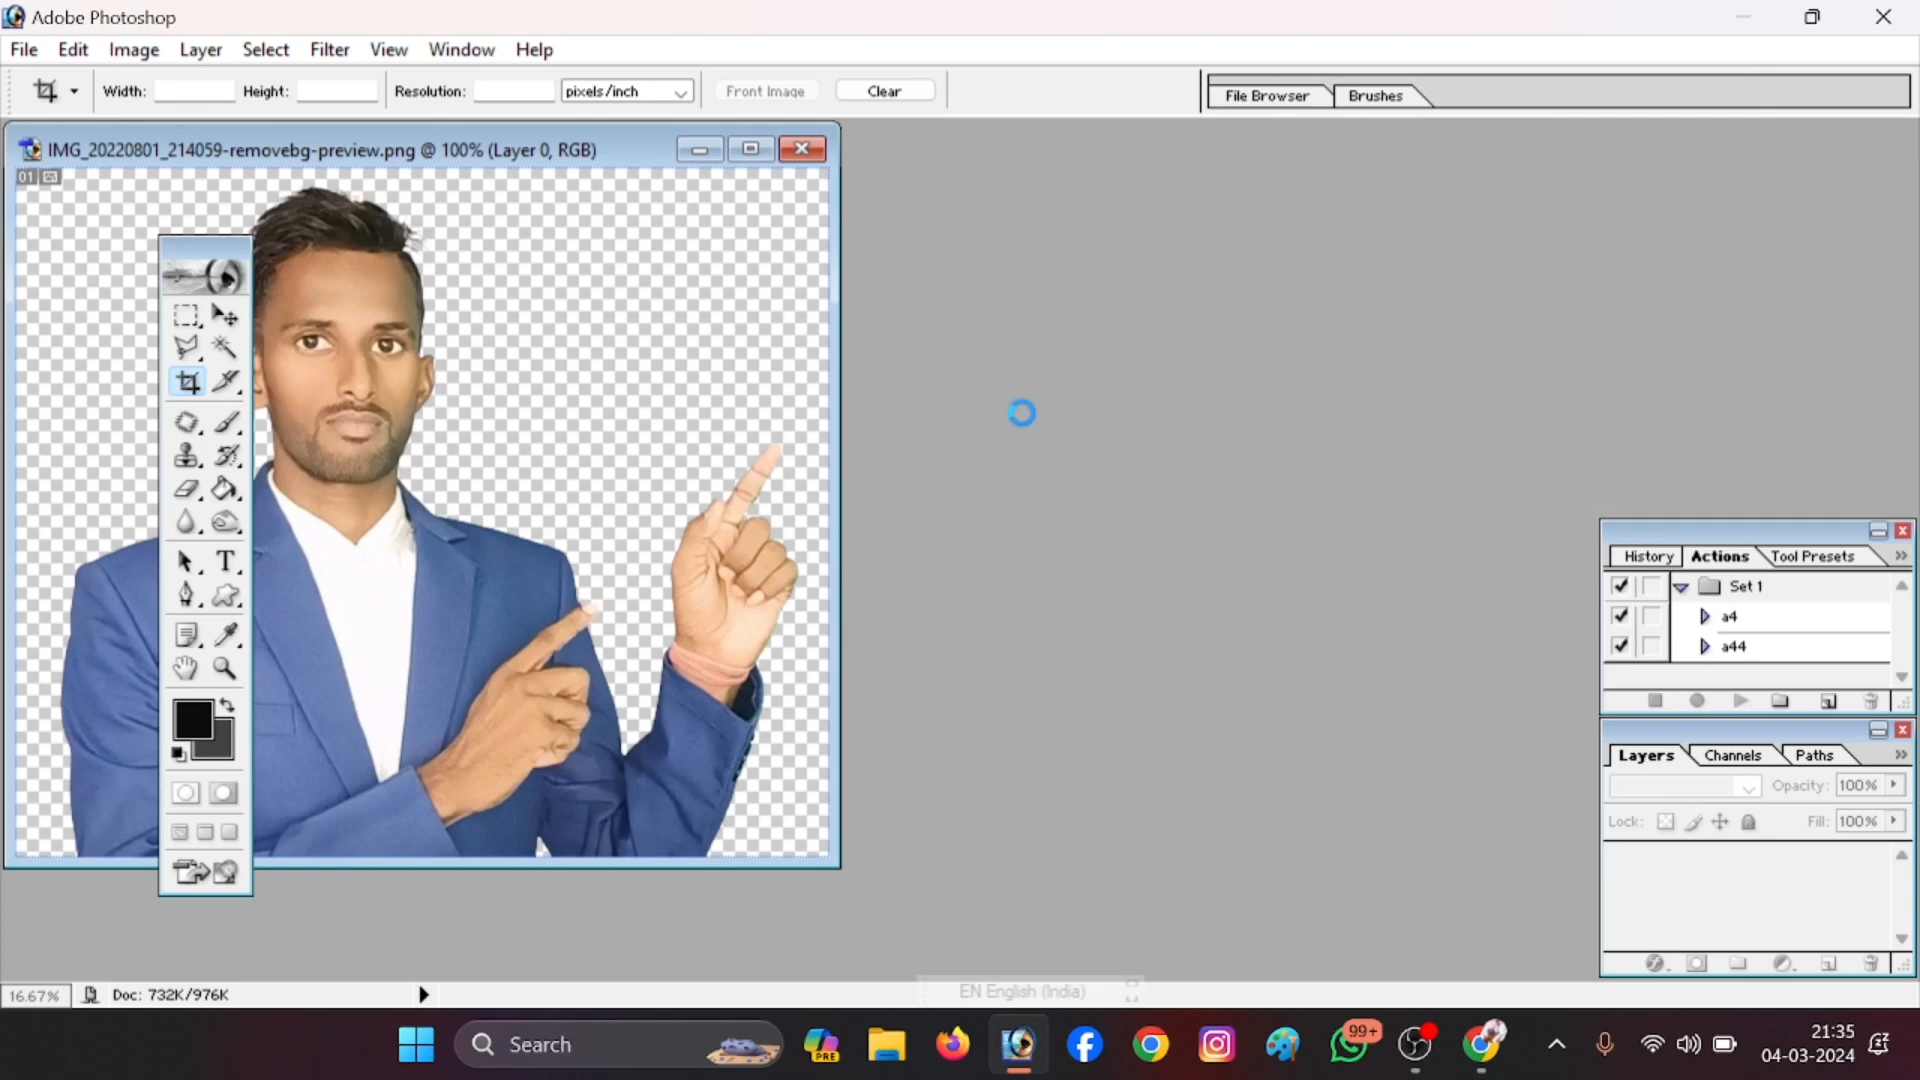 Adobe Photoshop
File Edit Image Layer Select Filter View Window Help
Width: Height: Resolution: pixels/inch Front Image Clear File Browser Brushes
IMG_20220801_214059-removebg-preview.png @ 100% (Layer 0, RGB)
01
T
History Actions Tool Presets
Set 1
a4
a44
Layers Channels Paths
Opacity: 100%
Lock: Fill: 100%
16.67% Doc: 732K/976K
EN English (India)
Search
PRE
99+
21:35
04-03-2024